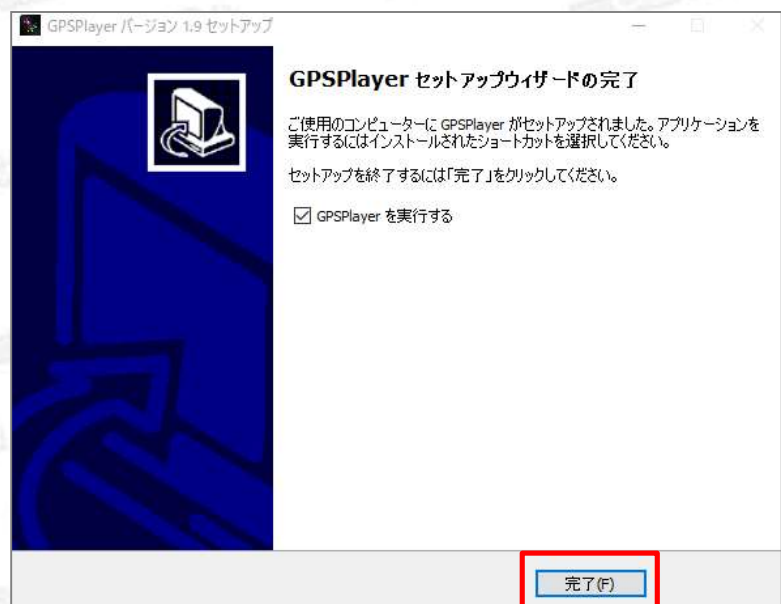 GPSPlayer バージョン 1.9 セットアップ
GPSPlayer セットアップウィザードの完了
ご使用のコンピューターに GPSPlayer がセットアップされました。アプリケーションを
実行するにはインストールされたショートカットを選択してください。
セットアップを終了するには「完了」をクリックしてください。
GPSPlayer を実行する
完了(F)